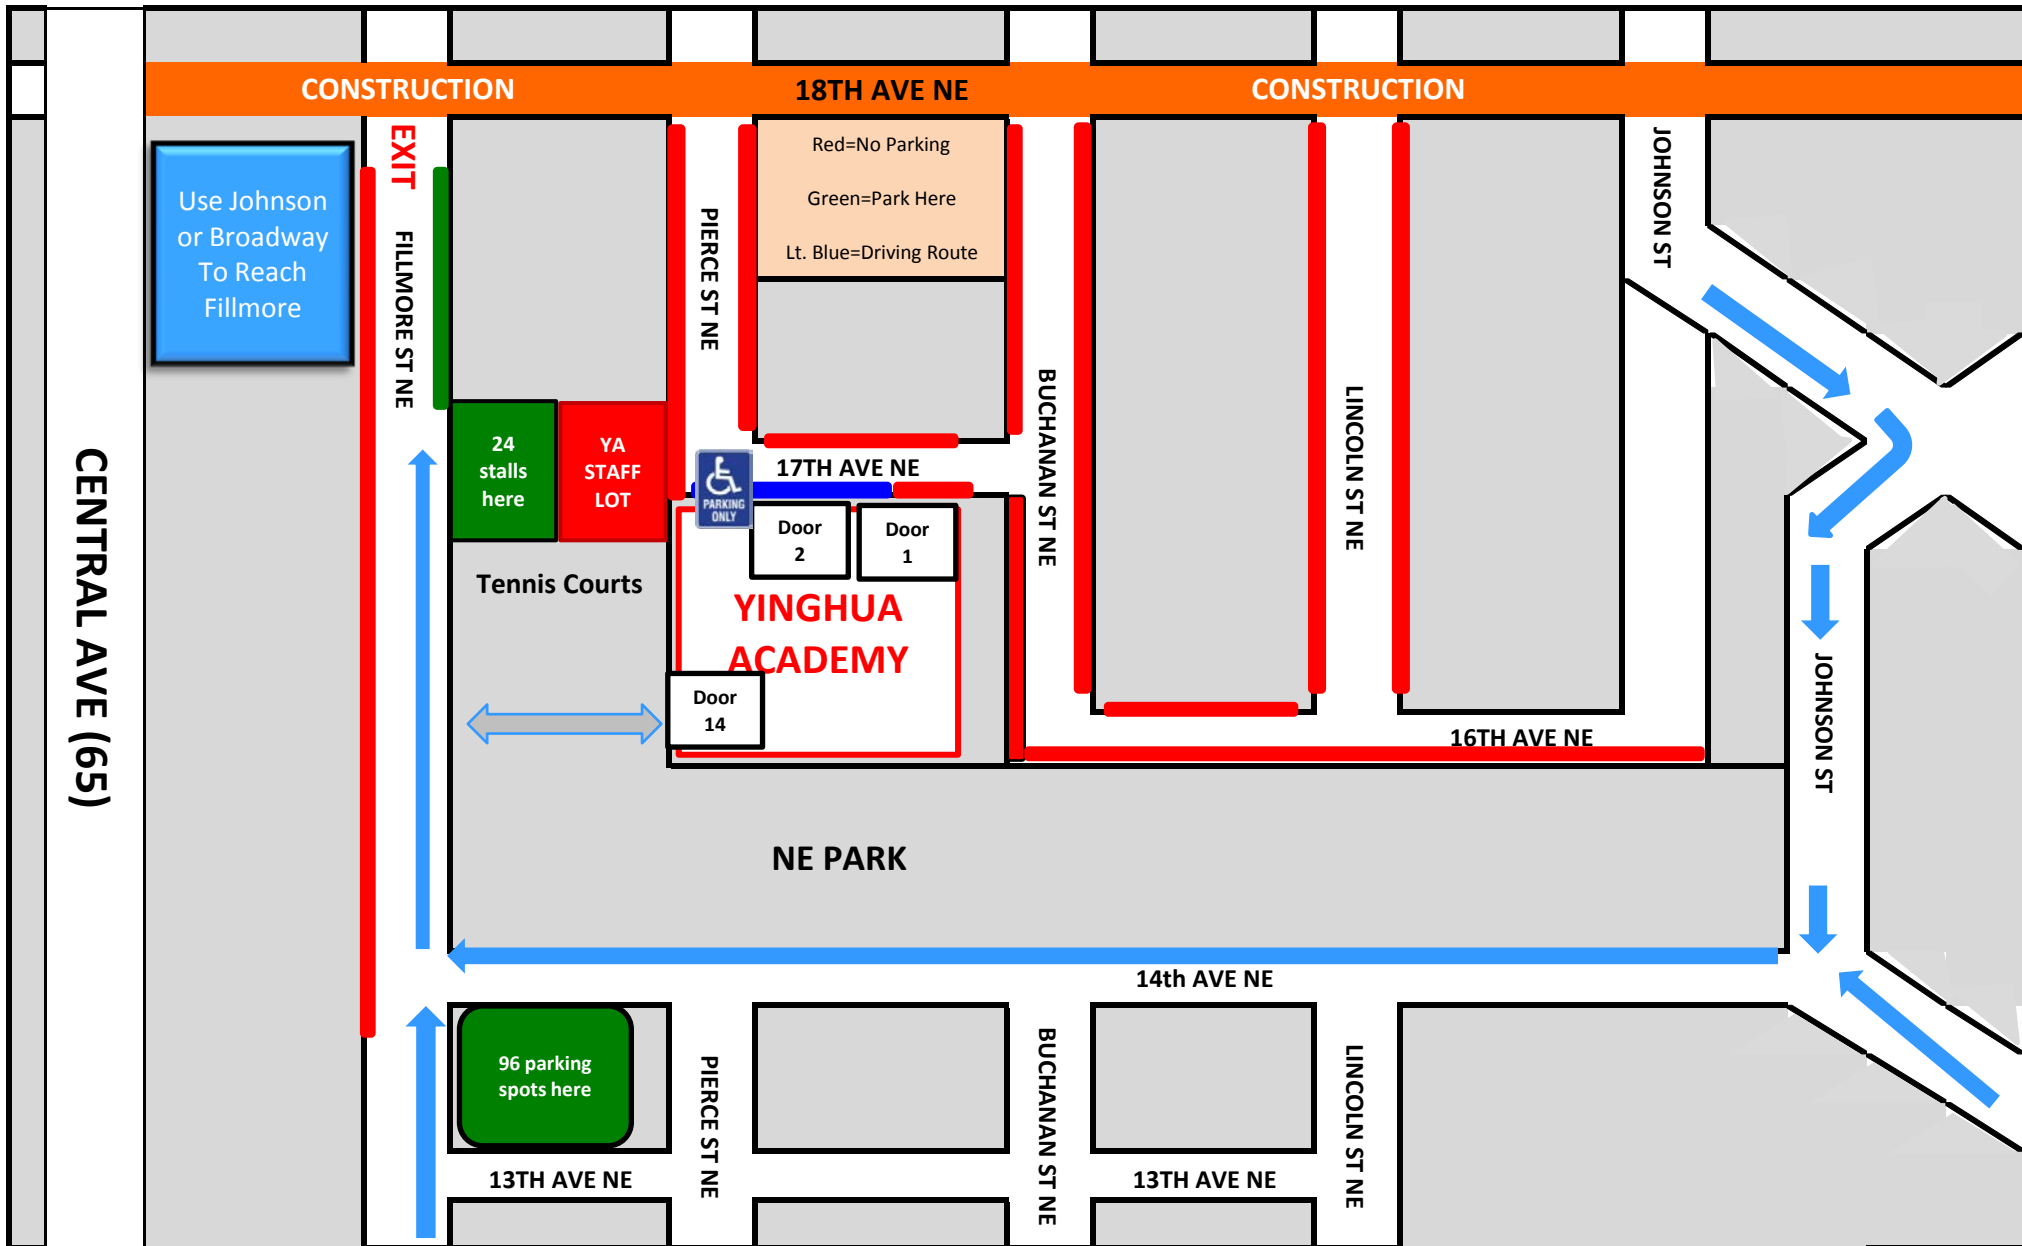 CONSTRUCTION
18TH AVE NE
CONSTRUCTION
EXIT
Use Johnson
or Broadway
To Reach
Fillmore
Red=No Parking
Green=Park Here
Lt. Blue=Driving Route
JOHNSON ST
FILLMORE ST NE
PIERCE ST NE
BUCHANAN ST NE
LINCOLN ST NE
CENTRAL AVE (65)
24
stalls
here
YA
STAFF
LOT
17TH AVE NE
PARKING
ONLY
Door
2
Door
1
Tennis Courts
YINGHUA
ACADEMY
Door
14
16TH AVE NE
JOHNSON ST
NE PARK
14th AVE NE
96 parking
spots here
PIERCE ST NE
BUCHANAN ST NE
LINCOLN ST NE
13TH AVE NE
13TH AVE NE